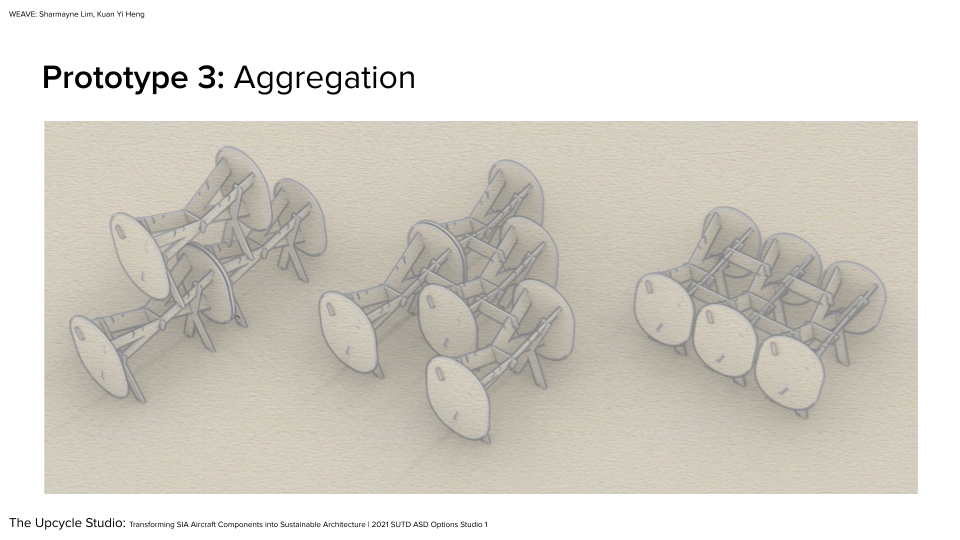 WEAVE: Sharmayne Lim, Kuan Yi Heng
Prototype 3: Aggregation
The Upcycle Studio: Transforming SIA Aircraft Components into Sustainable Architecture | 2021 SUTD ASD Options Studio 1